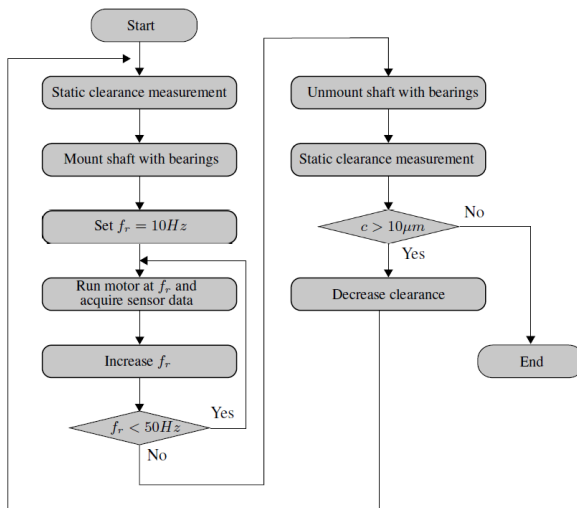 Start
Static clearance measurement
Mount shaft with bearings
Set f_r = 10Hz
Run motor at f_r and
acquire sensor data
Increase f_r
f_r < 50Hz
Yes
No
Unmount shaft with bearings
Static clearance measurement
c > 10μm
No
Yes
Decrease clearance
End